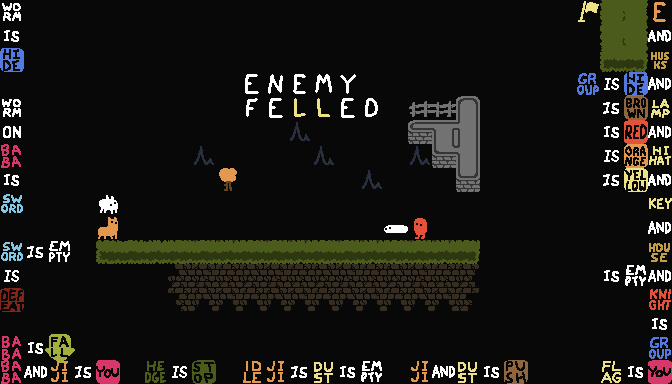 WORM E
IS AND
HIDE HUSKS
GROUP IS HIDE AND
ENEMY
FELLED
WORM IS BROWN LAMP
ON IS RED AND
BABA IS ORANGE HIHAT
IS IS YELLOW AND
SWORD KEY
AND
SWORD IS EMPTY HOUSE
IS IS EMPTY AND
DEFEAT KNIGHT
IS
BABA IS FALL GROUP
BABA AND JIJI IS YOU HEDGE IS STOP IDLE JIJI IS DUST IS EMPTY JIJI AND DUST IS PUSH FLAG IS YOU